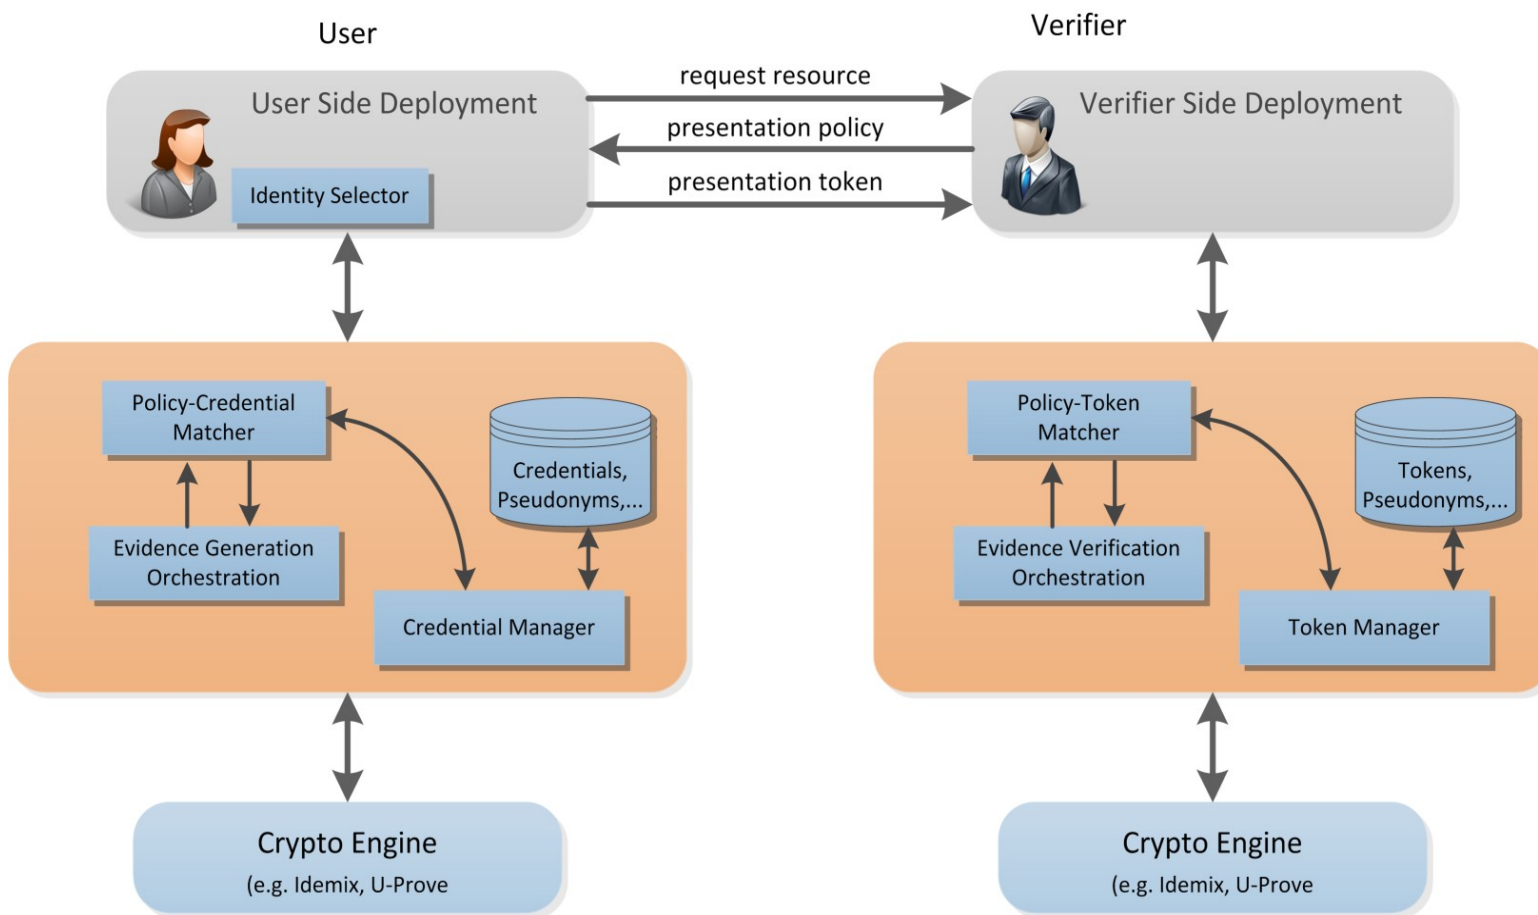 User
Verifier
User Side Deployment
request resource
Verifier Side Deployment
presentation policy
Identity Selector
presentation token
Policy-Credential
Matcher
Credentials,
Pseudonyms,...
Evidence Generation
Orchestration
Credential Manager
Policy-Token
Matcher
Tokens,
Pseudonyms,...
Evidence Verification
Orchestration
Token Manager
Crypto Engine
(e.g. Idemix, U-Prove
Crypto Engine
(e.g. Idemix, U-Prove